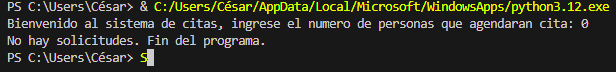 PS C:\Users\César> & C:/Users/César/AppData/Local/Microsoft/WindowsApps/python3.12.exe
Bienvenido al sistema de citas, ingrese el numero de personas que agendaran cita: 0
No hay solicitudes. Fin del programa.
PS C:\Users\César> S